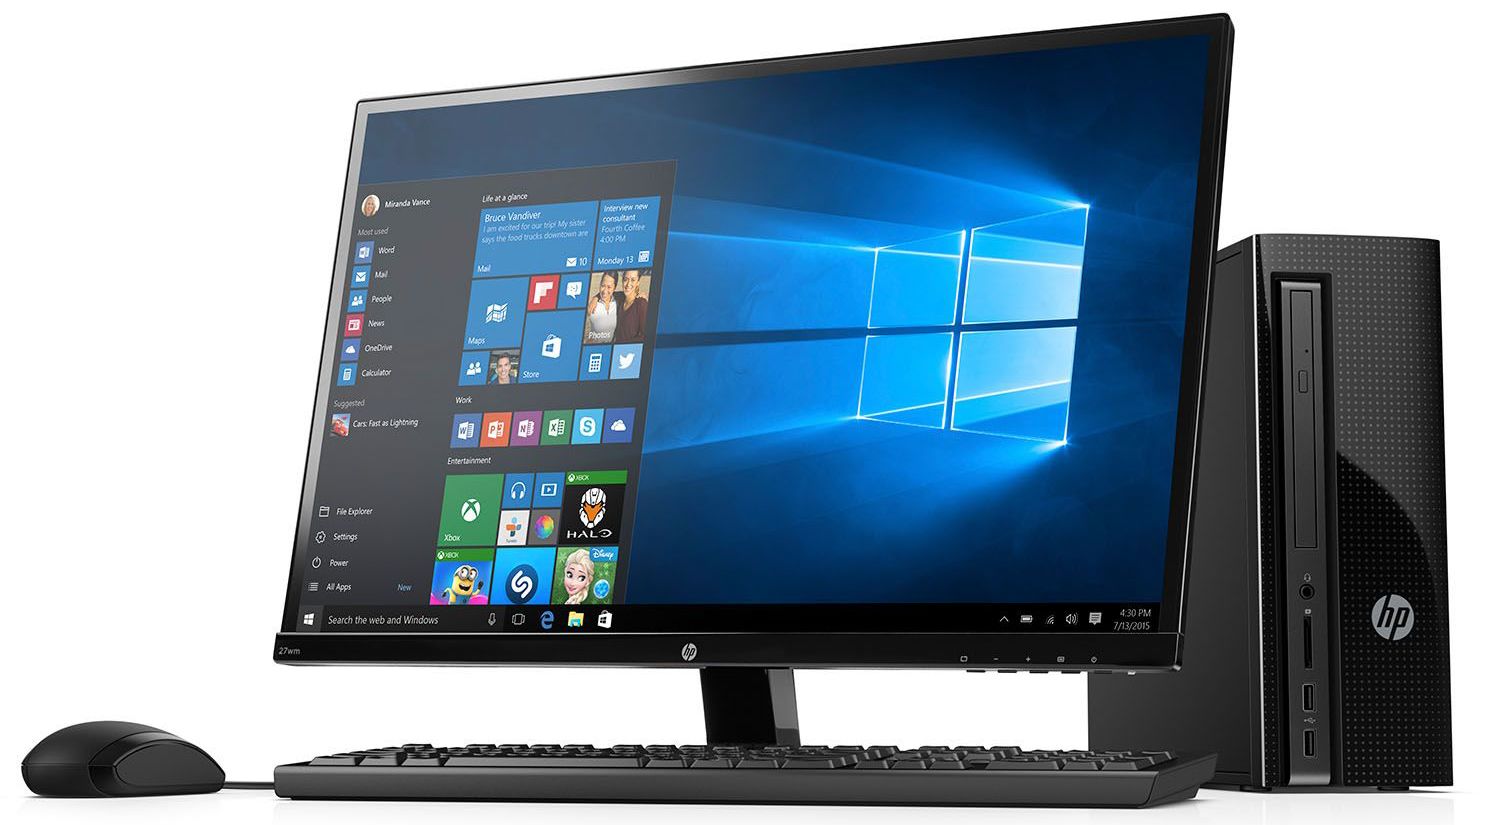 Miranda Vance
Most used
Word
Mail
People
News
OneDrive
Calculator
Suggested
Cars: Fast as Lightning
File Explorer
Settings
Power
All Apps
New
Life at a glance
Bruce Vandiver
I am excited for our trip! My sister
says the food trucks downtown are
Mail
10
Interview new
consultant
Fourth Coffee
4:00 PM
Monday 13
Maps
Store
Photos
Work
Entertainment
Xbox
XBOX
HALO
XBOX
Disney
Search the web and Windows
4:30 PM
7/13/2015
27wm
hp
hp